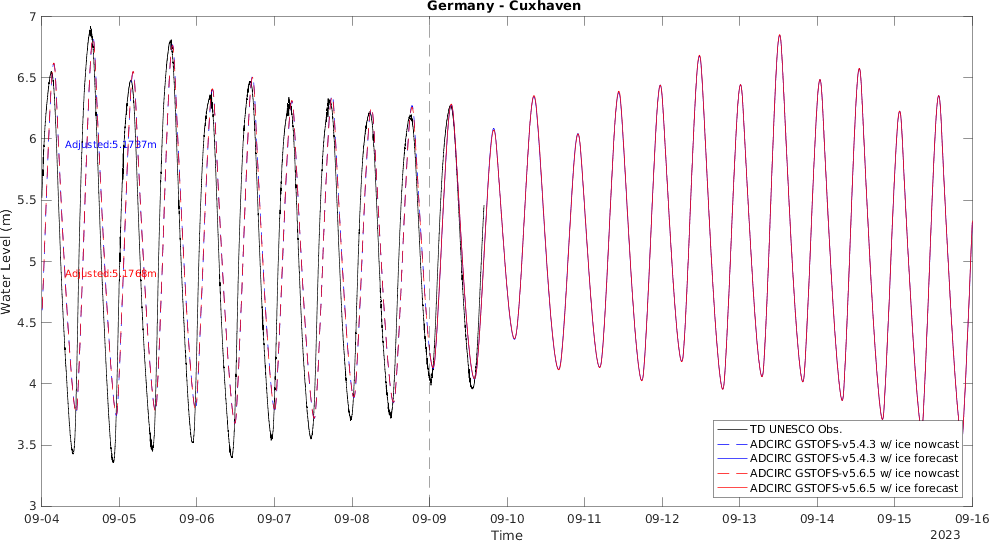 Germany - Cuxhaven
7
6.5
6
5.5
5
4.5
4
3.5
3
Water Level (m)
Adjusted:5.1737m
Adjusted:5.1768m
TD UNESCO Obs.
ADCIRC GSTOFS-v5.4.3 w/ ice nowcast
ADCIRC GSTOFS-v5.4.3 w/ ice forecast
ADCIRC GSTOFS-v5.6.5 w/ ice nowcast
ADCIRC GSTOFS-v5.6.5 w/ ice forecast
09-04 09-05 09-06 09-07 09-08 09-09 09-10 09-11 09-12 09-13 09-14 09-15 09-16
Time
2023